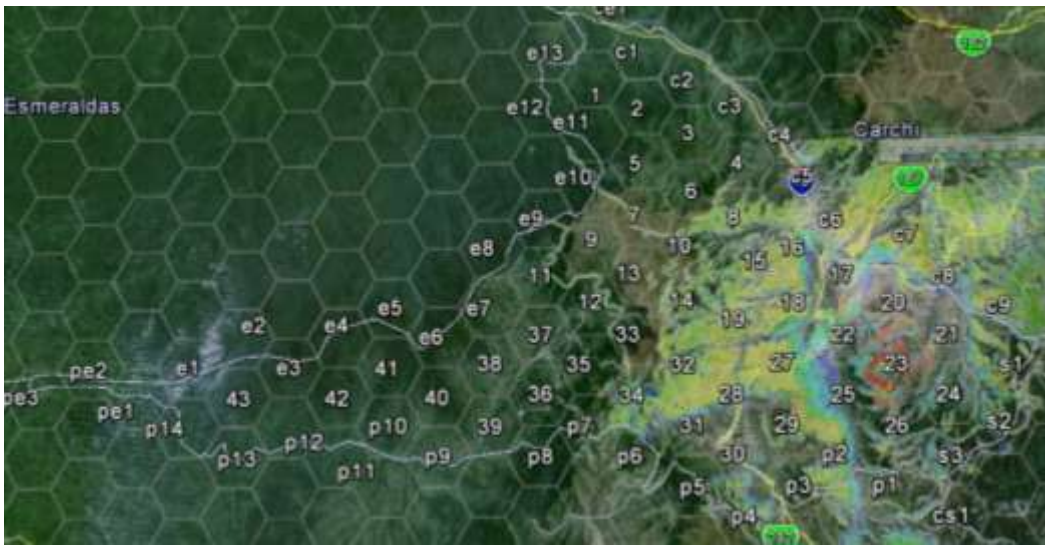 e13
c1
c2
Esmeraldas
e12
1
2
c3
e11
3
c4
Carchi
5
4
e10
c5
6
7
8
c6
e9
9
10
16
c7
e8
11
13
15
17
c8
12
14
18
20
c9
e7
19
e5
e2
e4
e6
37
33
22
21
pe2
e1
e3
41
38
35
32
27
23
s1
pe3
pe1
43
42
40
36
34
28
25
24
p14
p10
39
p7
31
29
26
s2
p13
p12
p11
p9
p8
p6
30
p2
s3
p5
p3
p1
p4
cs1